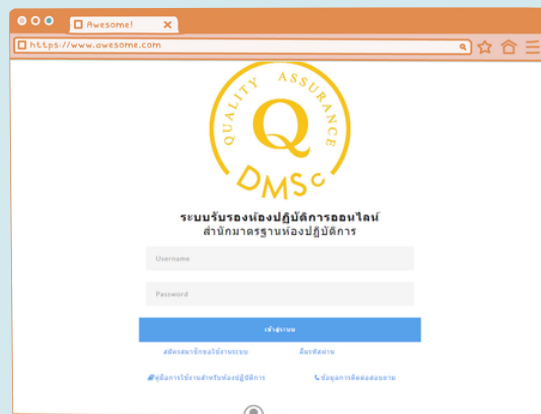 Awesome!
https://www.awesome.com
QUALITY ASSURANCE
Q
DMSc
ระบบรับรองห้องปฏิบัติการออนไลน์
สำนักมาตรฐานห้องปฏิบัติการ
Username
Password
เข้าสู่ระบบ
สมัครสมาชิกขอใช้งานระบบ ลืมรหัสผ่าน
คู่มือการใช้งานสำหรับห้องปฏิบัติการ ข้อมูลการติดต่อสอบถาม